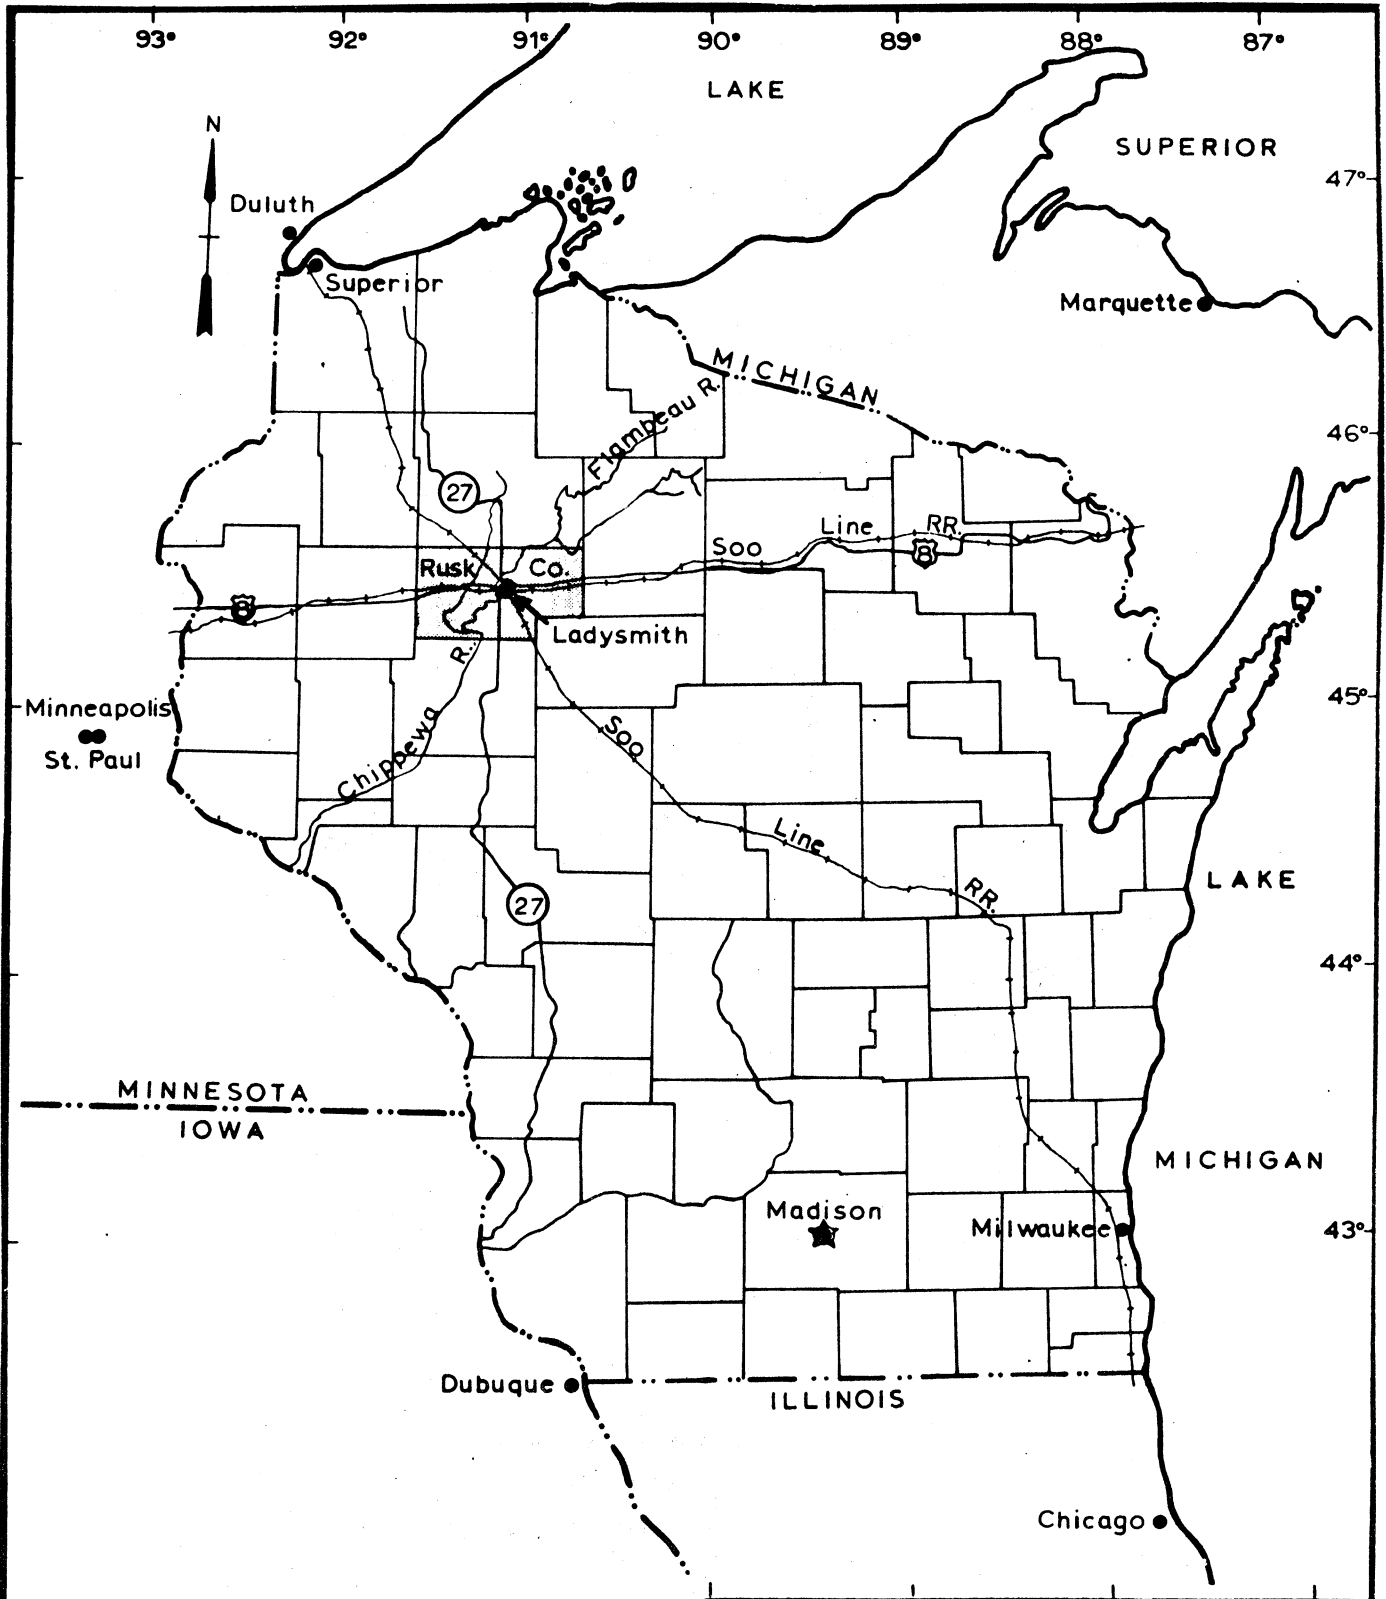 93° 92° 91° 90° 89° 88° 87°
LAKE
SUPERIOR
N
47°
Duluth
Superior
Marquette
MICHIGAN
Flambeau R.
46°
27
Line RR.
Soo
8
Rusk Co.
8
Ladysmith
R.
Chippewa
45°
Minneapolis
St. Paul
Soo
Line
RR.
LAKE
27
44°
MINNESOTA
IOWA
MICHIGAN
Madison
Milwaukee
43°
Dubuque
ILLINOIS
Chicago